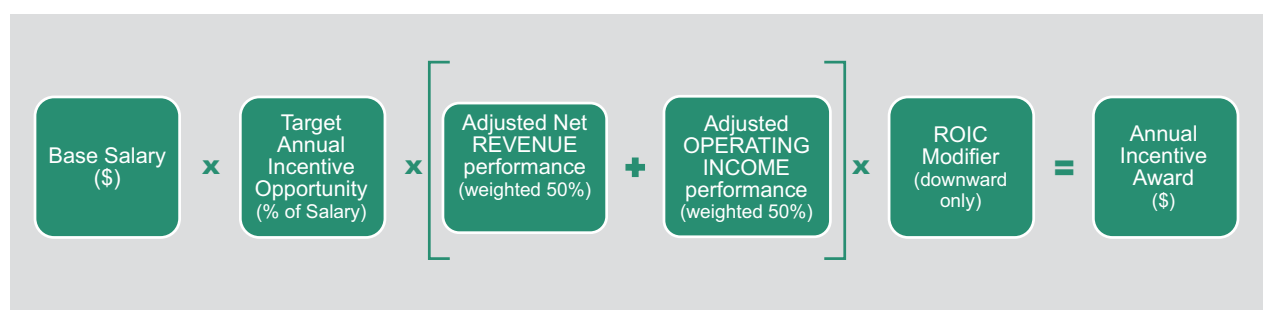 Base Salary
($)
x
Target
Annual
Incentive
Opportunity
(% of Salary)
x
[
Adjusted Net
REVENUE
performance
(weighted 50%)
+
Adjusted
OPERATING
INCOME
performance
(weighted 50%)
]
x
ROIC
Modifier
(downward
only)
=
Annual
Incentive
Award
($)